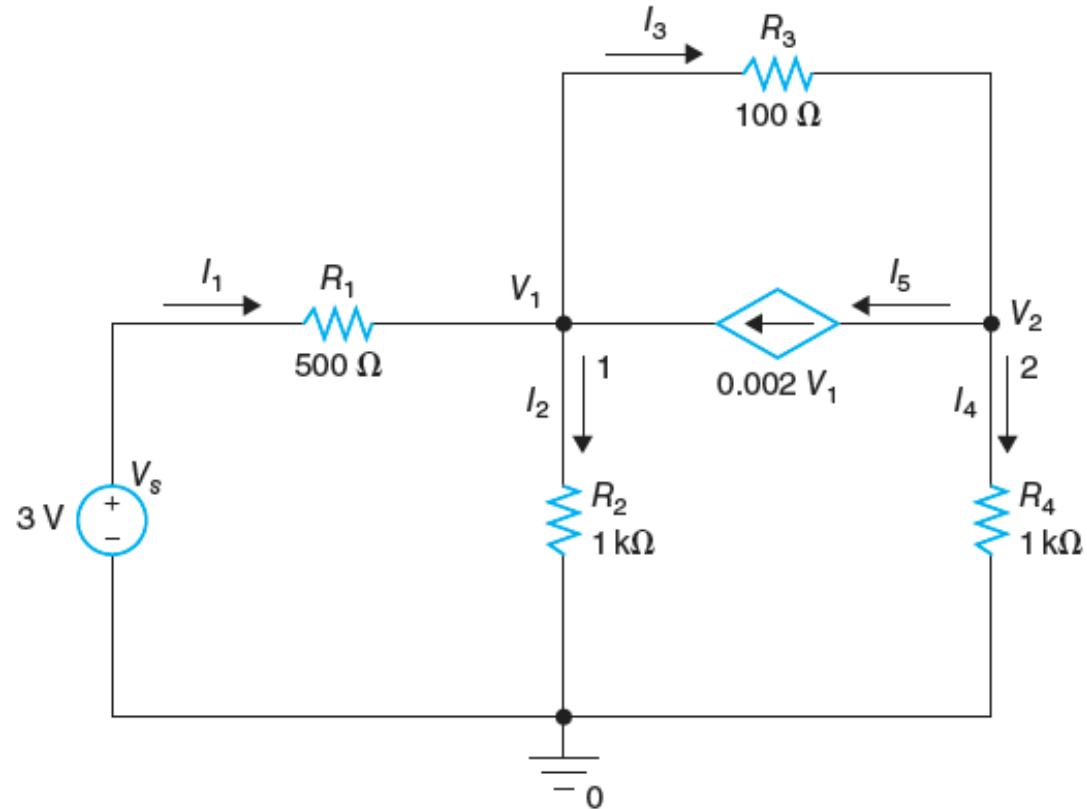 I3
R3
100 Ω
I1
R1
500 Ω
V1
I5
0.002 V1
V2
1
I2
2
I4
Vs
3 V
+
−
R2
1 kΩ
R4
1 kΩ
0